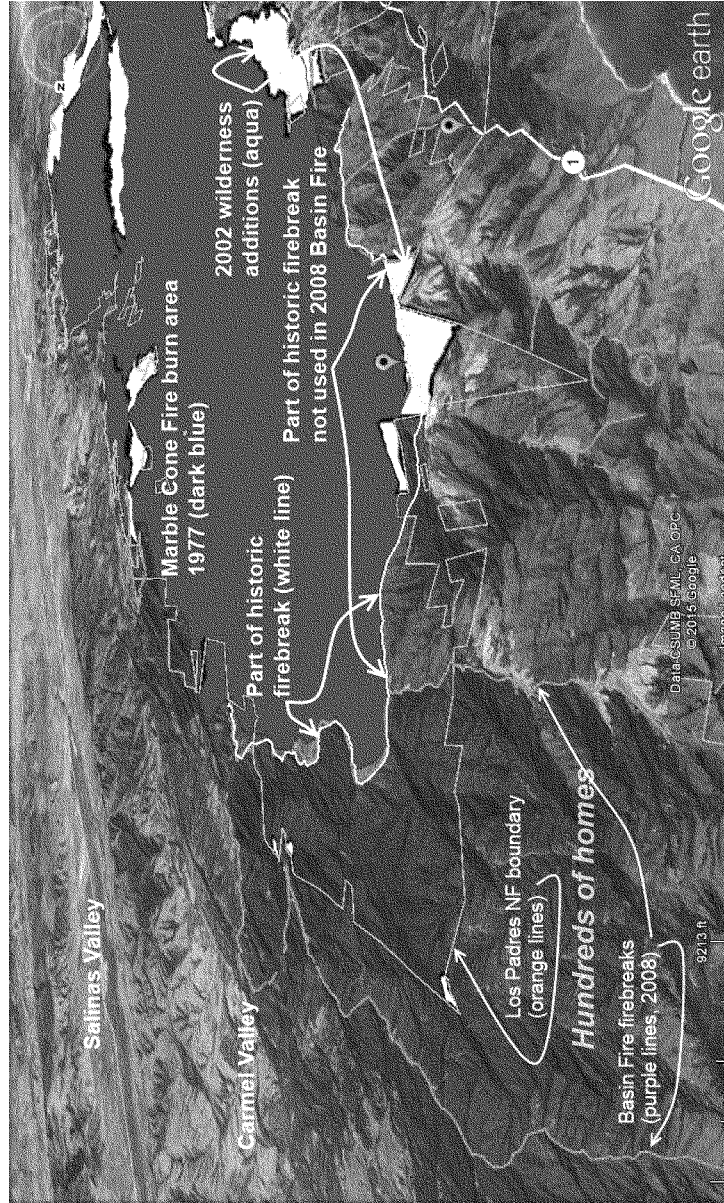 Salinas Valley
Carmel Valley
Marble Cone Fire burn area
1977 (dark blue)
2002 wilderness
additions (aqua)
Part of historic
firebreak (white line)
Part of historic firebreak
not used in 2008 Basin Fire
Los Padres NF boundary
(orange lines)
Hundreds of homes
Basin Fire firebreaks
(purple lines, 2008)
N
1
Data CSUMB SFML, CA OPC
© 2015 Google
Google earth
9213 ft